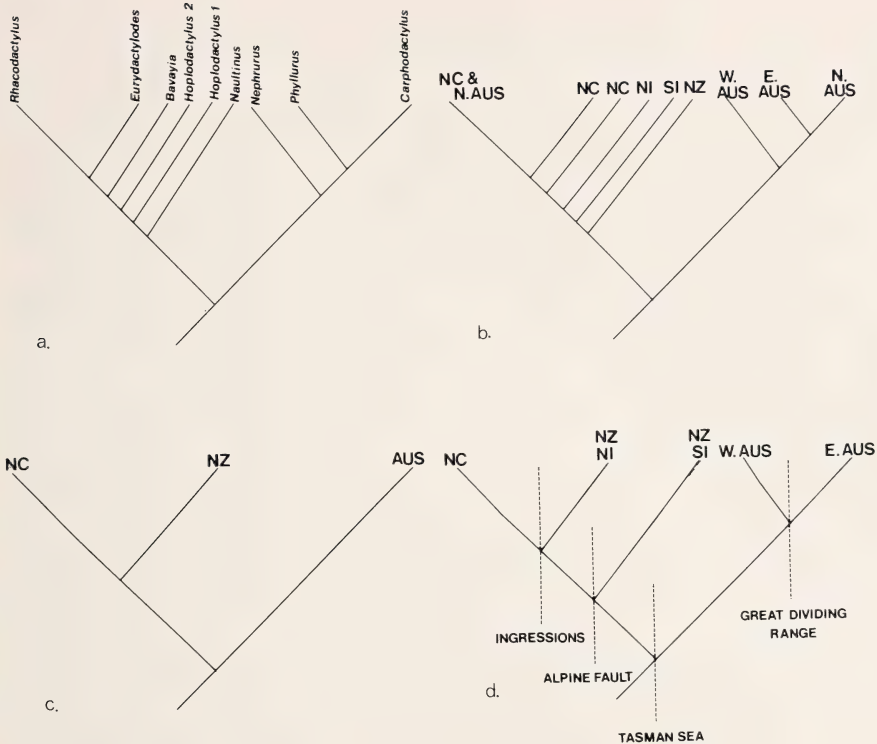 Rhacodactylus
Eurydactylodes
Bavayia
Hoplodactylus 2
Hoplodactylus 1
Naultinus
Nephrurus
Phyllurus
Carphodactylus
a.
NC &
N. AUS
NC
NC
NI
SI
NZ
W.
AUS
E.
AUS
N.
AUS
b.
NC
NZ
AUS
c.
NC
NZ
NI
NZ
SI
W. AUS
E. AUS
INGRESSIONS
ALPINE FAULT
TASMAN SEA
GREAT DIVIDING
RANGE
d.